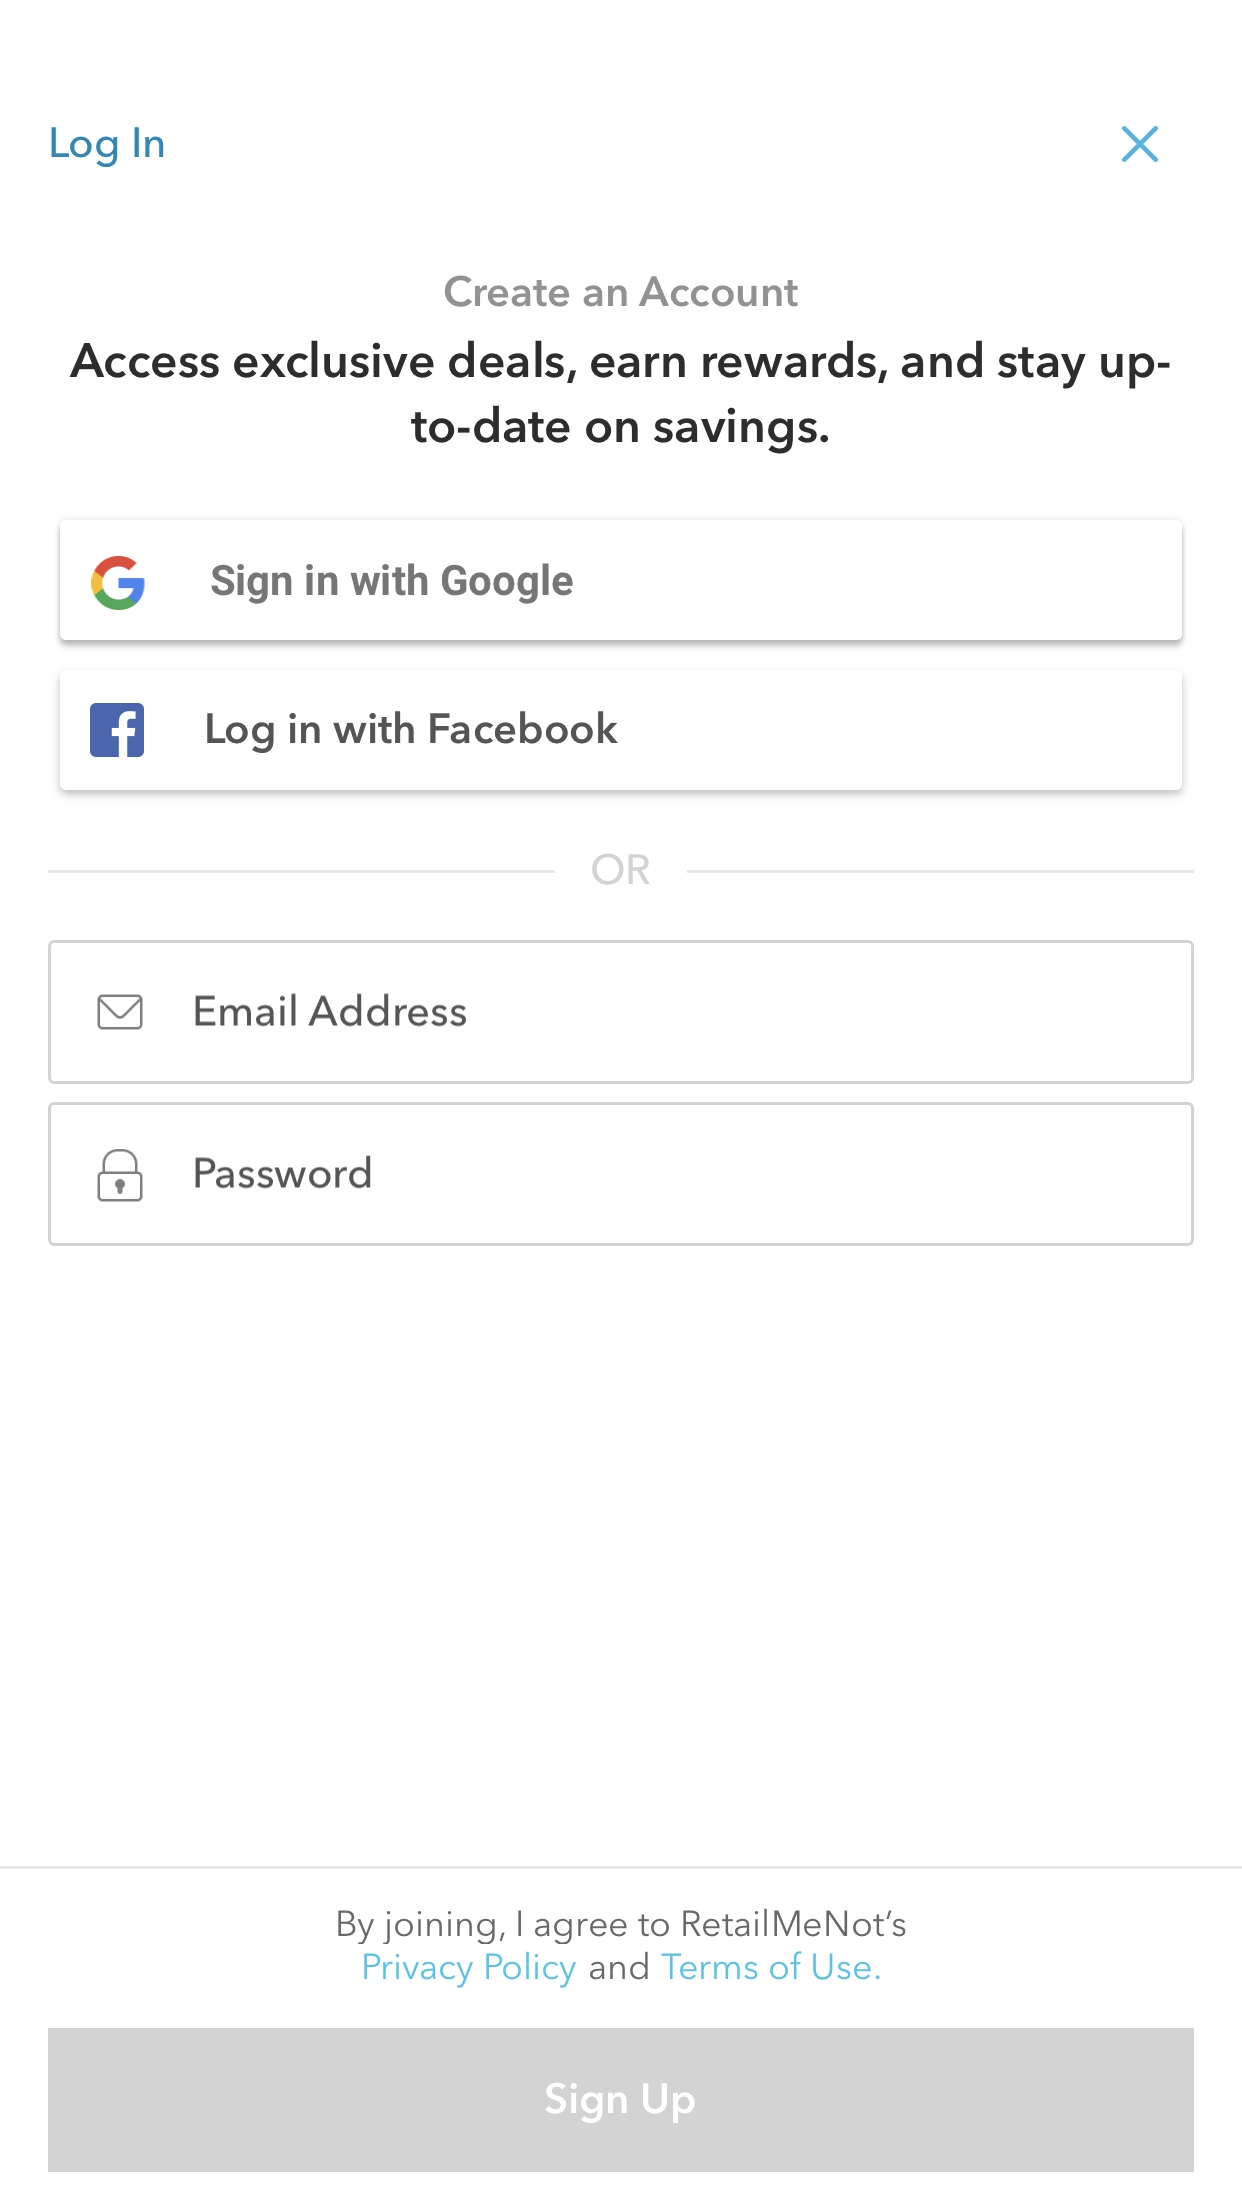 Log In
Create an Account
Access exclusive deals, earn rewards, and stay up-
to-date on savings.
Sign in with Google
Log in with Facebook
OR
Email Address
Password
By joining, I agree to RetailMeNot’s
Privacy Policy and Terms of Use.
Sign Up